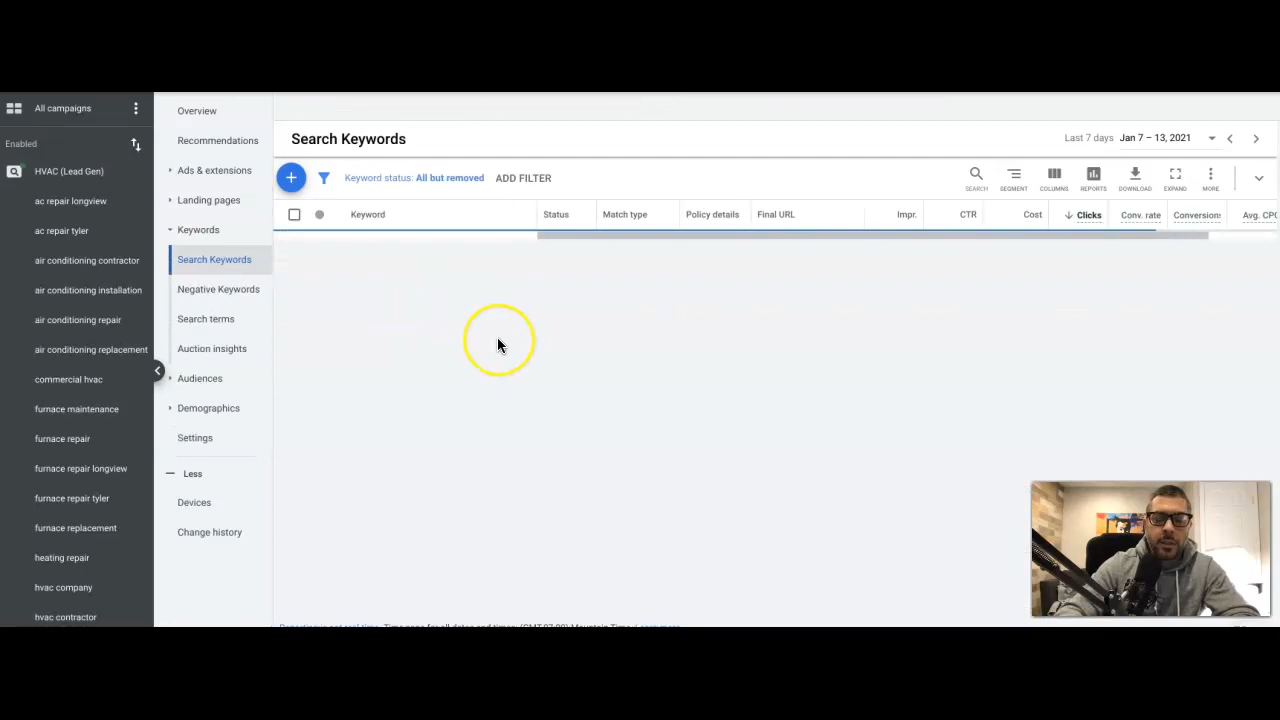 All campaigns
Enabled
HVAC (Lead Gen)
ac repair longview
ac repair tyler
air conditioning contractor
air conditioning installation
air conditioning repair
air conditioning replacement
commercial hvac
furnace maintenance
furnace repair
furnace repair longview
furnace repair tyler
furnace replacement
heating repair
hvac company
hvac contractor
Overview
Recommendations
Ads & extensions
Landing pages
Keywords
Search Keywords
Negative Keywords
Search terms
Auction insights
Audiences
Demographics
Settings
Less
Devices
Change history
Search Keywords
Last 7 days Jan 7 – 13, 2021
Keyword status: All but removed ADD FILTER
SEARCH SEGMENT COLUMNS REPORTS DOWNLOAD EXPAND MORE
Keyword Status Match type Policy details Final URL Impr. CTR Cost Clicks Conv. rate Conversions Avg. CPC